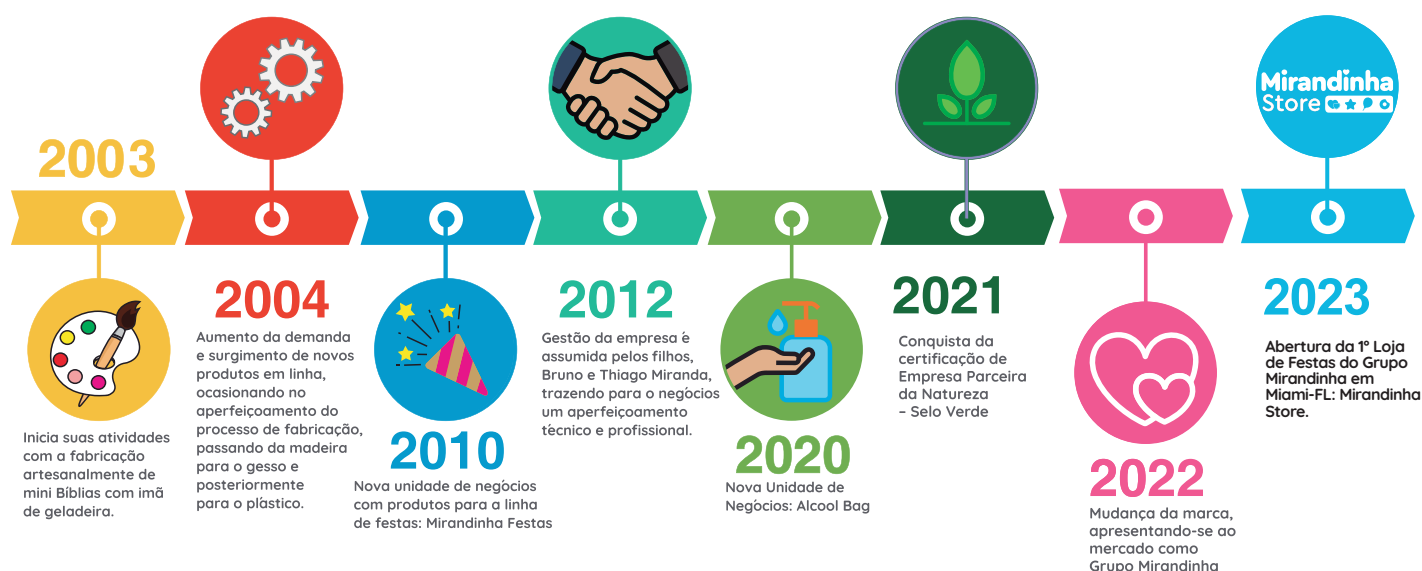 2003
Inicia suas atividades
com a fabricação
artesanalmente de
mini Bíblias com imã
de geladeira.
2004
Aumento da demanda
e surgimento de novos
produtos em linha,
ocasionando no
aperfeiçoamento do
processo de fabricação,
passando da madeira
para o gesso e
posteriormente
para o plástico.
2010
Nova unidade de negócios
com produtos para a linha
de festas: Mirandinha Festas
2012
Gestão da empresa é
assumida pelos filhos,
Bruno e Thiago Miranda,
trazendo para o negócios
um aperfeiçoamento
técnico e profissional.
2020
Nova Unidade de
Negócios: Alcool Bag
2021
Conquista da
certificação de
Empresa Parceira
da Natureza
– Selo Verde
2022
Mudança da marca,
apresentando-se ao
mercado como
Grupo Mirandinha
Mirandinha
Store
2023
Abertura da 1º Loja
de Festas do Grupo
Mirandinha em
Miami-FL: Mirandinha
Store.